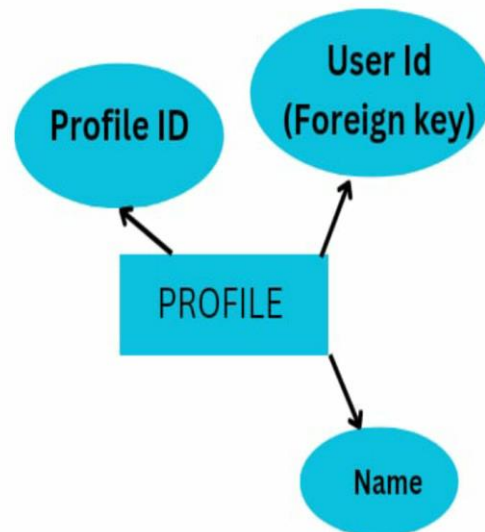 User Id
(Foreign key)
Profile ID
PROFILE
Name